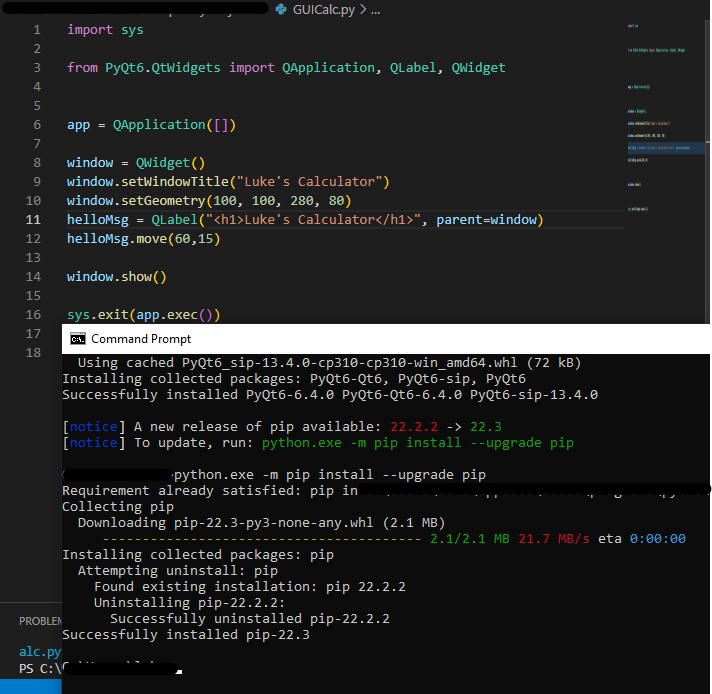 GUICalc.py > ...
1 import sys
2
3 from PyQt6.QtWidgets import QApplication, QLabel, QWidget
4
5
6 app = QApplication([])
7
8 window = QWidget()
9 window.setWindowTitle("Luke's Calculator")
10 window.setGeometry(100, 100, 280, 80)
11 helloMsg = QLabel("<h1>Luke's Calculator</h1>", parent=window)
12 helloMsg.move(60,15)
13
14 window.show()
15
16 sys.exit(app.exec())
17
18
Command Prompt
Using cached PyQt6_sip-13.4.0-cp310-cp310-win_amd64.whl (72 kB)
Installing collected packages: PyQt6-Qt6, PyQt6-sip, PyQt6
Successfully installed PyQt6-6.4.0 PyQt6-Qt6-6.4.0 PyQt6-sip-13.4.0
[notice] A new release of pip available: 22.2.2 -> 22.3
[notice] To update, run: python.exe -m pip install --upgrade pip
python.exe -m pip install --upgrade pip
Requirement already satisfied: pip in
Collecting pip
Downloading pip-22.3-py3-none-any.whl (2.1 MB)
---------------------------------------- 2.1/2.1 MB 21.7 MB/s eta 0:00:00
Installing collected packages: pip
Attempting uninstall: pip
Found existing installation: pip 22.2.2
Uninstalling pip-22.2.2:
Successfully uninstalled pip-22.2.2
Successfully installed pip-22.3
PROBLEM
alc.py
PS C:\